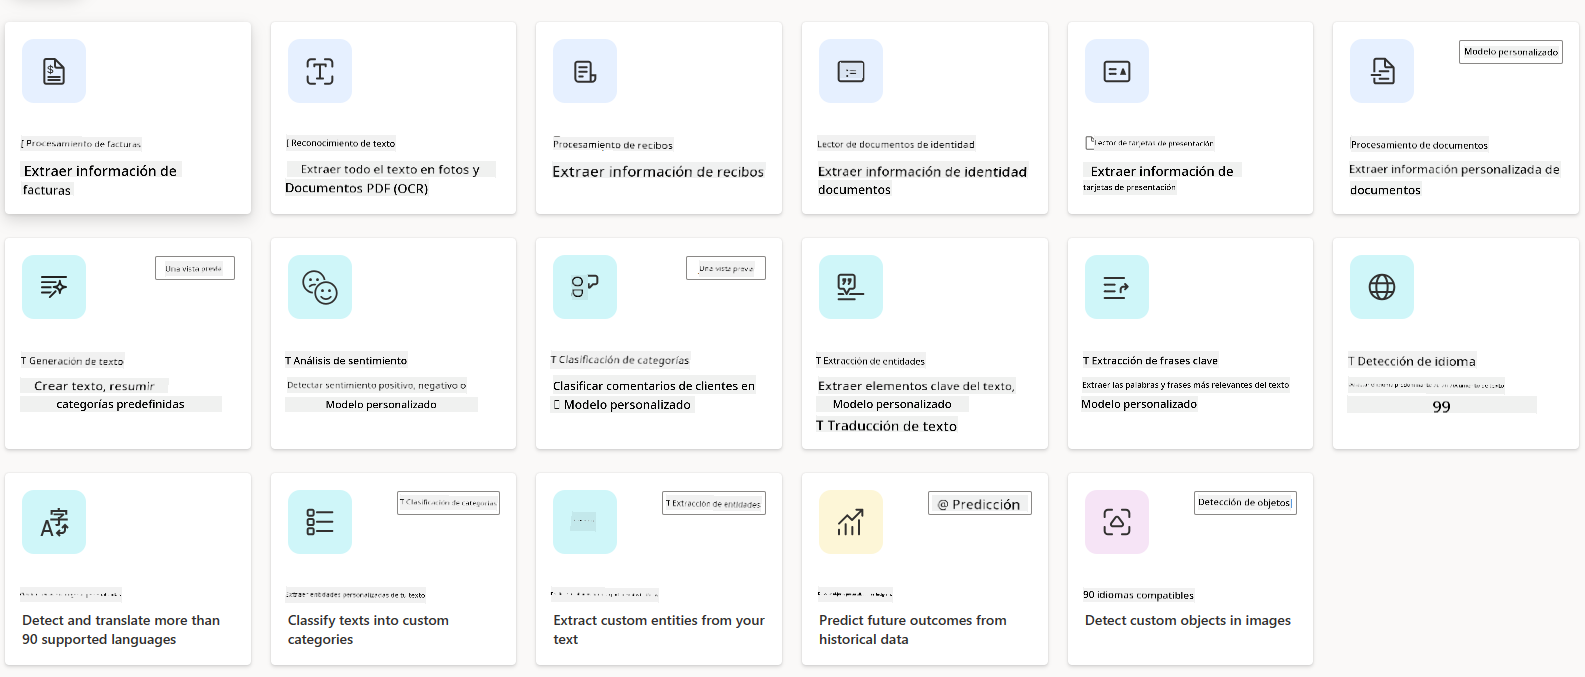 Procesamiento de facturas
Extraer información de
facturas
Reconocimiento de texto
Extraer todo el texto en fotos y
Documentos PDF (OCR)
Procesamiento de recibos
Extraer información de recibos
Lector de documentos de identidad
Extraer información de identidad
documentos
Lector de tarjetas de presentación
Extraer información de
tarjetas de presentación
Modelo personalizado
Procesamiento de documentos
Extraer información personalizada de
documentos
Una vista previa
T Generación de texto
Crear texto, resumir
categorías predefinidas
T Análisis de sentimiento
Detectar sentimiento positivo, negativo o
Modelo personalizado
Una vista previa
T Clasificación de categorías
Clasificar comentarios de clientes en
Modelo personalizado
T Extracción de entidades
Extraer elementos clave del texto,
Modelo personalizado
T Traducción de texto
T Extracción de frases clave
Extraer las palabras y frases más relevantes del texto
Modelo personalizado
T Detección de idioma
99
Detect and translate more than
90 supported languages
T Clasificación de categorías
Extraer entidades personalizadas de tu texto
Classify texts into custom
categories
T Extracción de entidades
Extract custom entities from your
text
@ Predicción
Predict future outcomes from
historical data
Detección de objetos
90 idiomas compatibles
Detect custom objects in images